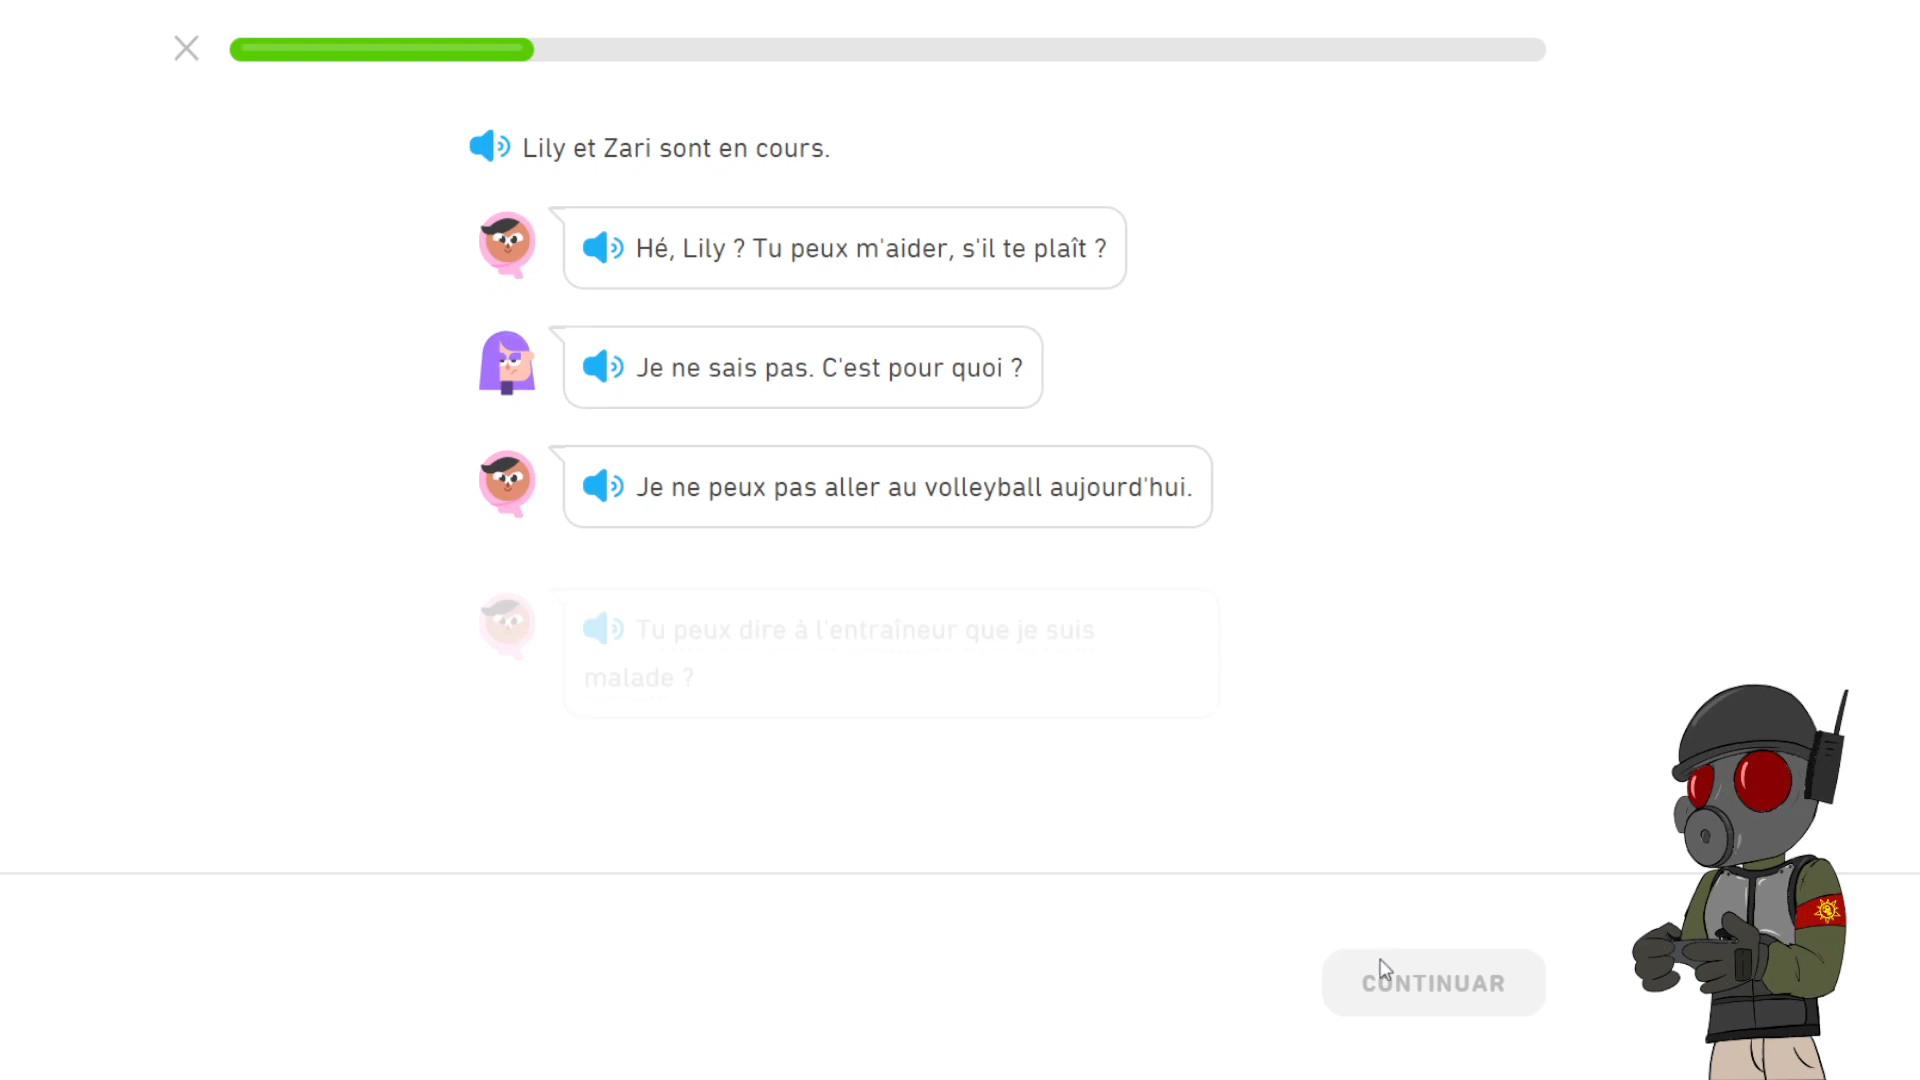 Lily et Zari sont en cours.
Hé, Lily ? Tu peux m'aider, s'il te plaît ?
Je ne sais pas. C'est pour quoi ?
Je ne peux pas aller au volleyball aujourd'hui.
Tu peux dire à l'entraîneur que je suis
malade ?
CONTINUAR